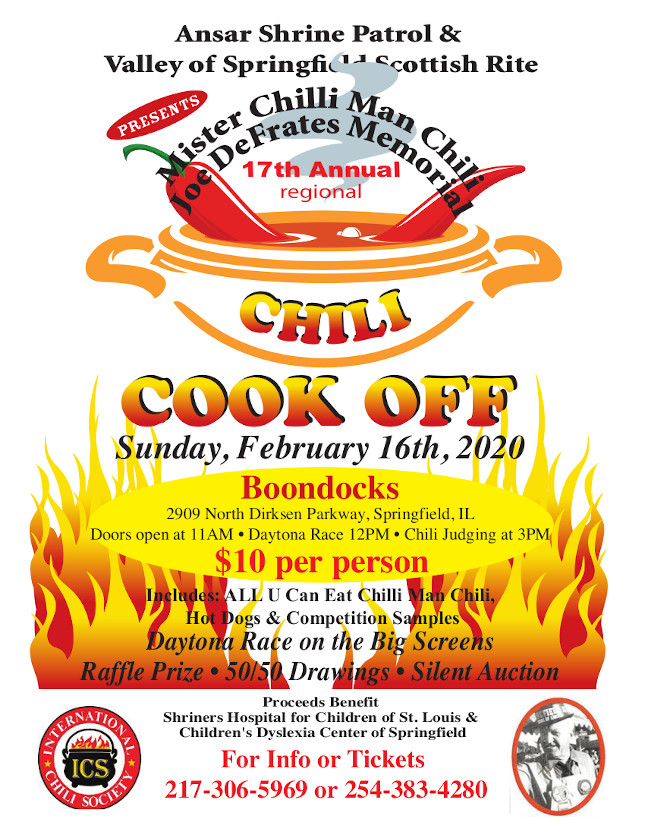 Ansar Shrine Patrol &
Valley of Springfield Scottish Rite
PRESENTS
Mister Chilli Man Chili
Joe DeFrates Memorial
17th Annual
regional
CHILI
COOK OFF
Sunday, February 16th, 2020
Boondocks
2909 North Dirksen Parkway, Springfield, IL
Doors open at 11AM • Daytona Race 12PM • Chili Judging at 3PM
$10 per person
Includes: ALL U Can Eat Chilli Man Chili,
Hot Dogs & Competition Samples
Daytona Race on the Big Screens
Raffle Prize • 50/50 Drawings • Silent Auction
Proceeds Benefit
Shriners Hospital for Children of St. Louis &
Children's Dyslexia Center of Springfield
For Info or Tickets
217-306-5969 or 254-383-4280
INTERNATIONAL
ICS
CHILI SOCIETY